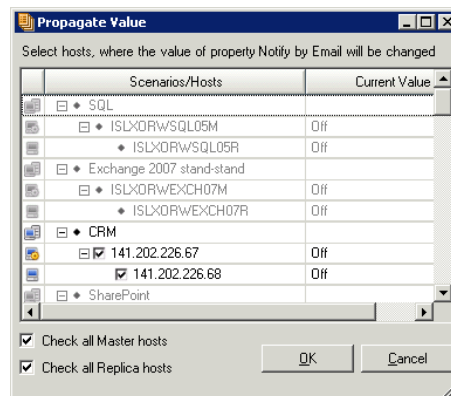 Propagate Value
Select hosts, where the value of property Notify by Email will be changed
Scenarios/Hosts Current Value
SQL
ISLXORWSQL05M Off
ISLXORWSQL05R Off
Exchange 2007 stand-stand
ISLXORWEXCH07M Off
ISLXORWEXCH07R Off
CRM
141.202.226.67 Off
141.202.226.68 Off
SharePoint
Check all Master hosts
Check all Replica hosts
OK Cancel